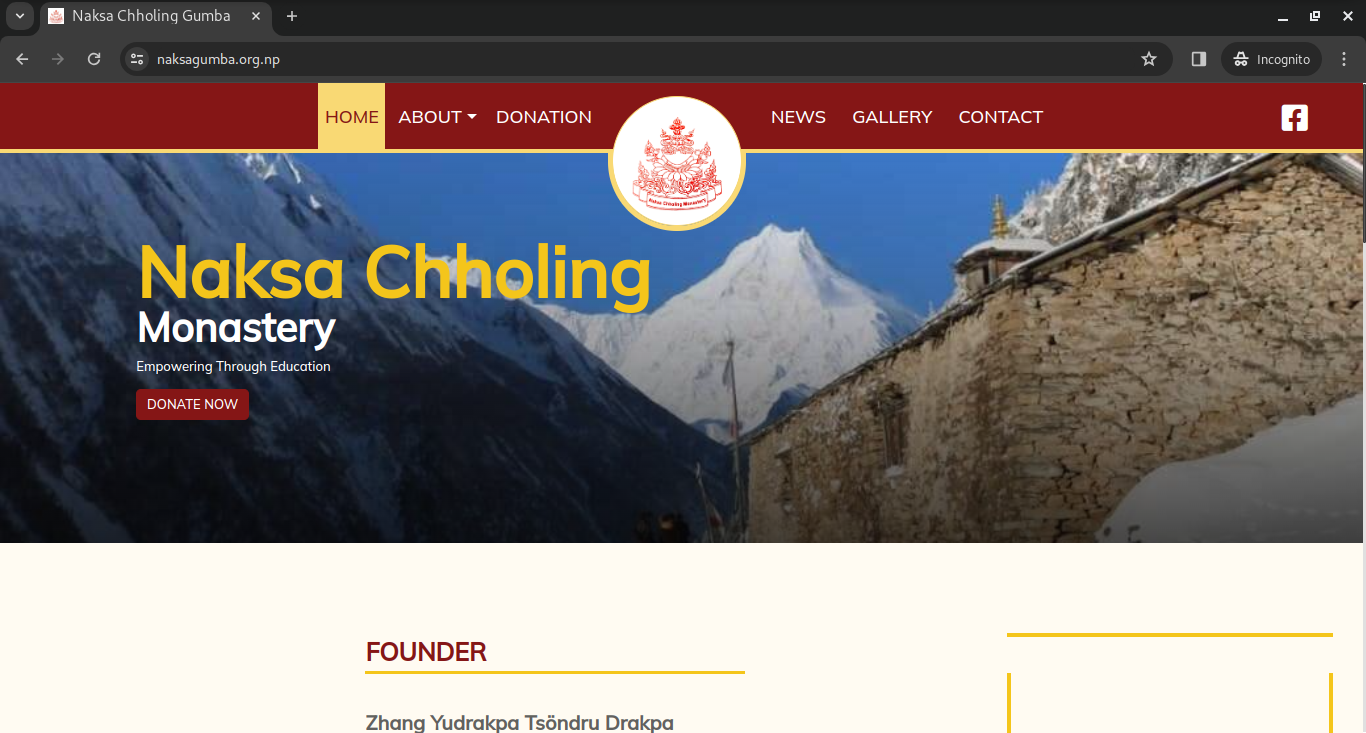 Naksa Chholing Gumba
naksagumba.org.np
Incognito
HOME
ABOUT
DONATION
Naksa Chholing Monastery
NEWS
GALLERY
CONTACT
Naksa Chholing
Monastery
Empowering Through Education
DONATE NOW
FOUNDER
Zhang Yudrakpa Tsöndru Drakpa